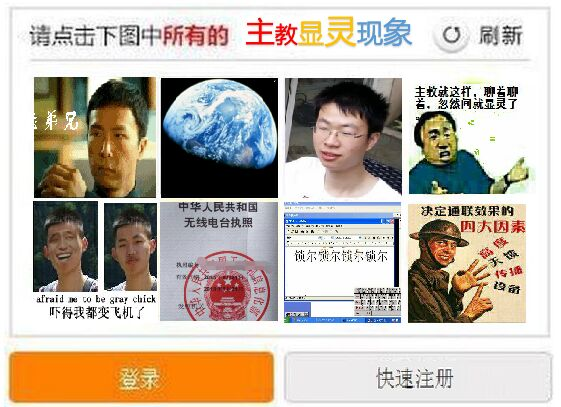 请点击下图中所有的 主教显灵现象 刷新
兄弟
主教就这样，聊着聊
着，忽然间就显灵了
afraid me to be gray chick
吓得我都变飞机了
中华人民共和国
无线电台执照
锁尔锁尔锁尔锁尔
决定通联效果的
四大因素
天馈
传播
设备
登录
快速注册